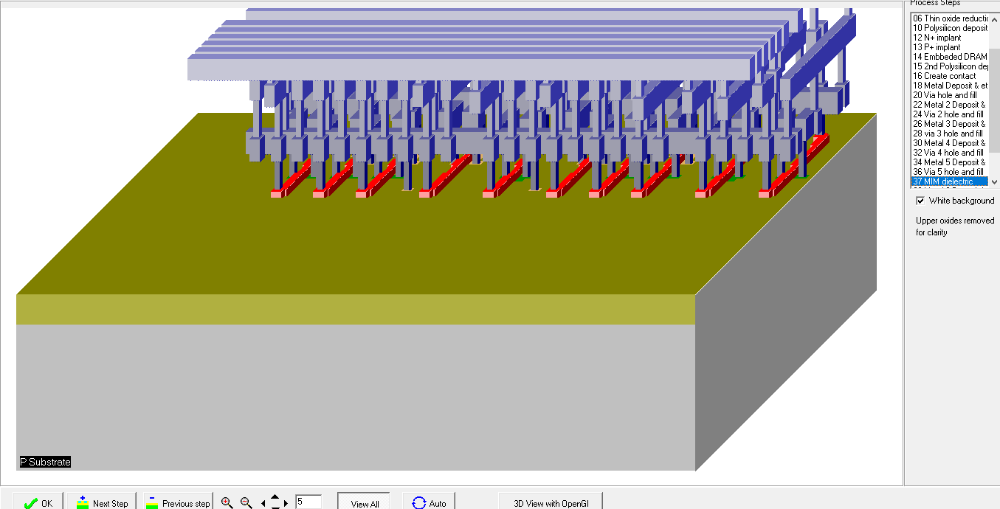 Process Steps
06 Thin oxide reductic
10 Polysilicon deposit
12 N+ implant
13 P+ implant
14 Embbeded DRAM
15 2nd Polysilicon dep
16 Create contact
18 Metal Deposit & et
20 Via hole and fill
22 Metal 2 Deposit &
24 Via 2 hole and fill
26 Metal 3 Deposit &
28 via 3 hole and fill
30 Metal 4 Deposit &
32 Via 4 hole and fill
34 Metal 5 Deposit &
36 Via 5 hole and fill
37 MIM dielectric
White background
Upper oxides removed
for clarity
P Substrate
OK Next Step Previous step 5 View All Auto 3D View with OpenGl